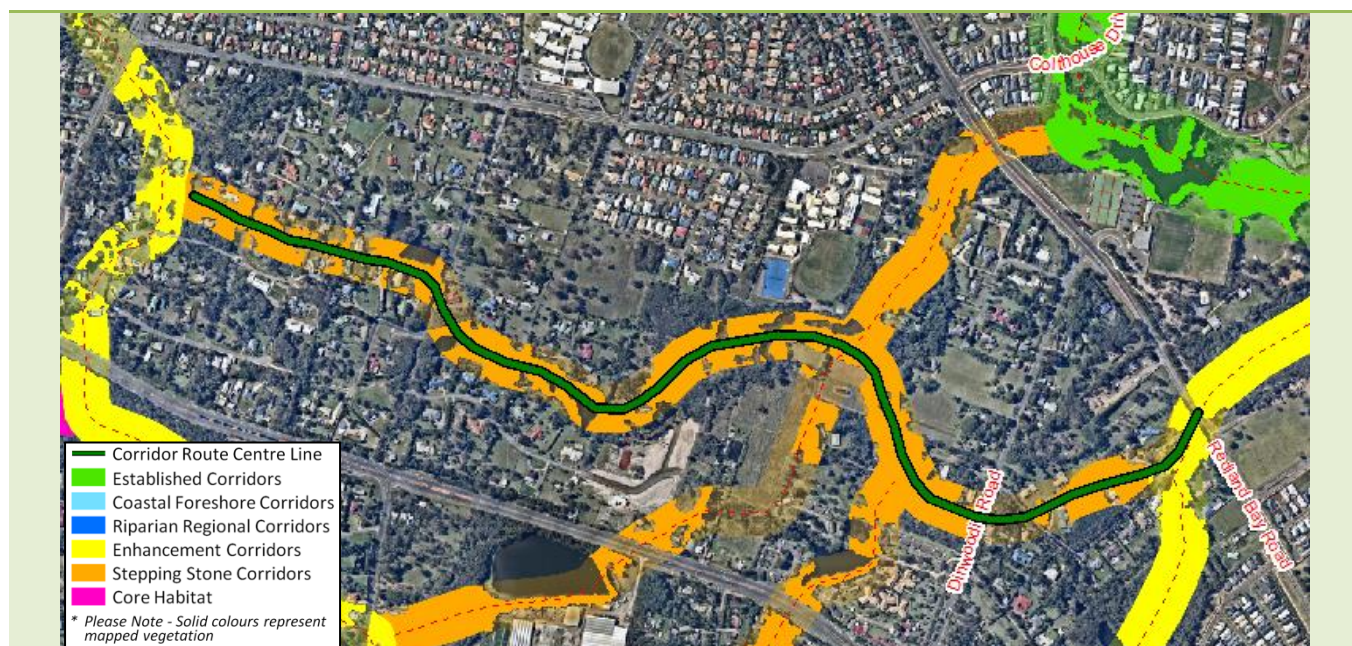 Colthouse Dri
Dinwoodie Road
Redland Bay Road
Corridor Route Centre Line
Established Corridors
Coastal Foreshore Corridors
Riparian Regional Corridors
Enhancement Corridors
Stepping Stone Corridors
Core Habitat
* Please Note - Solid colours represent
mapped vegetation